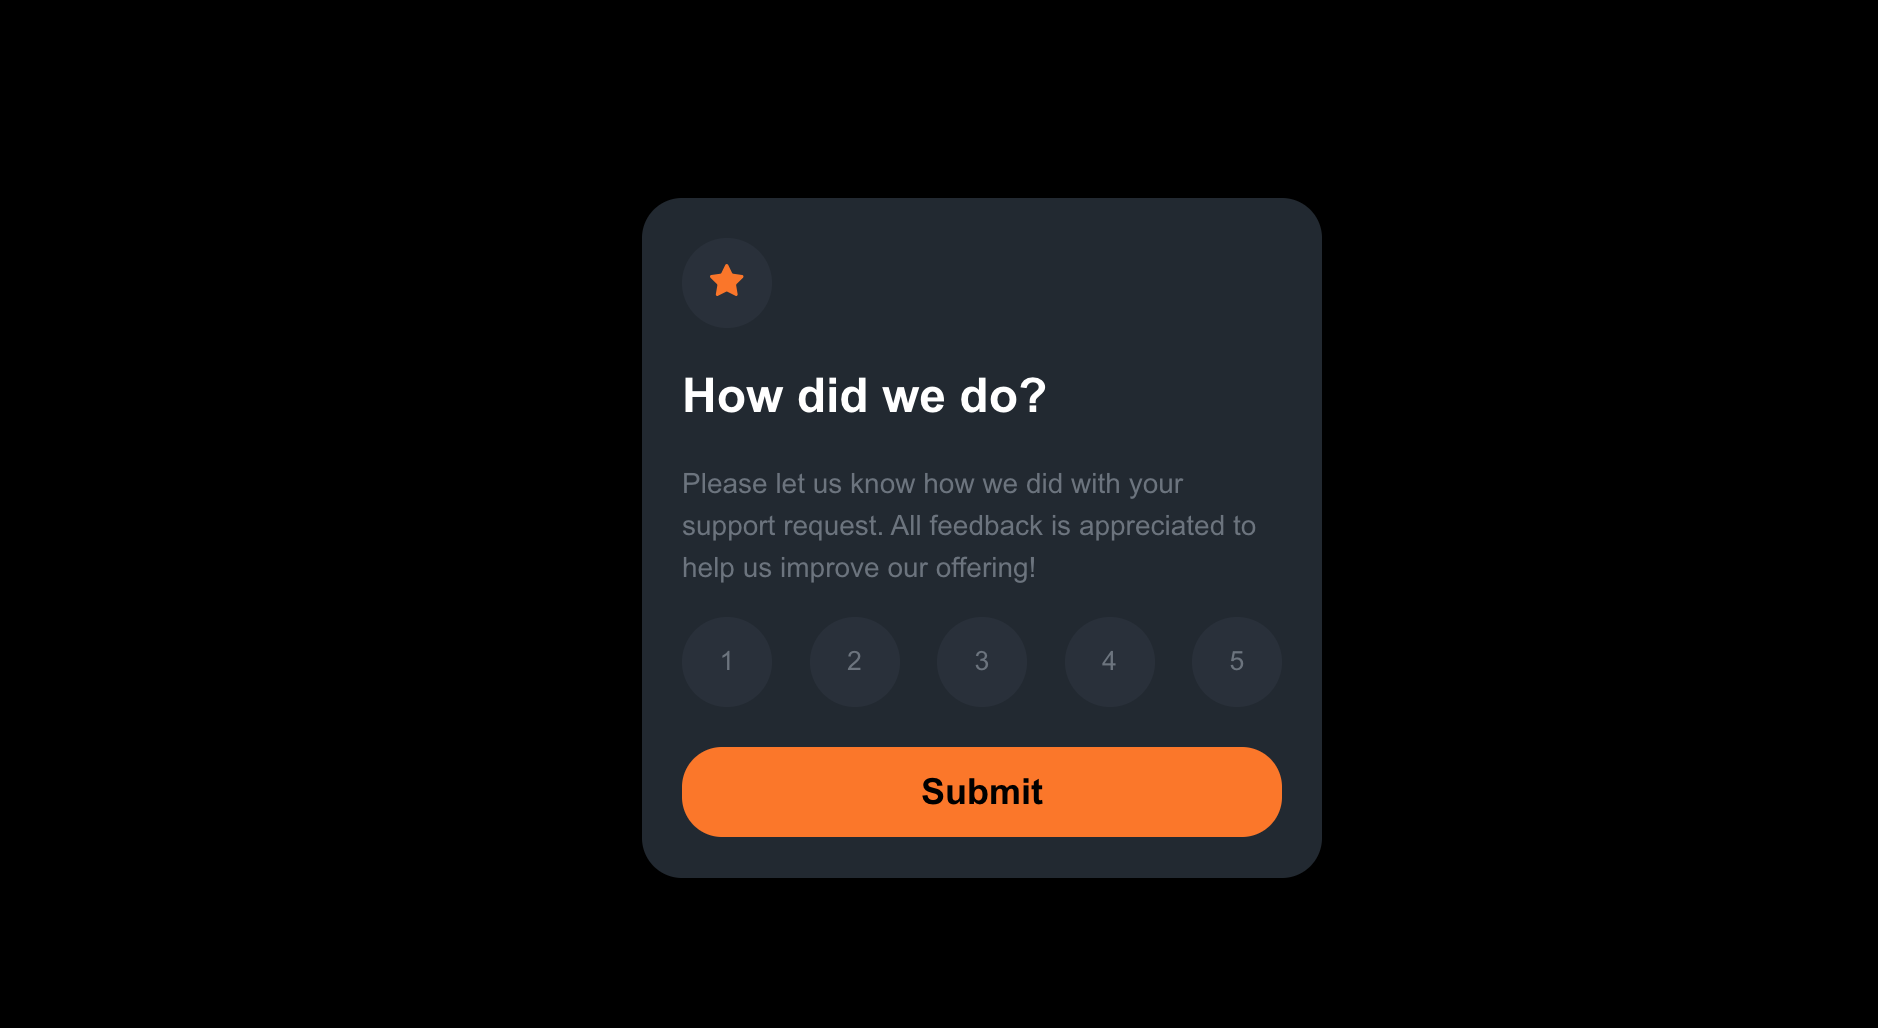 How did we do?
Please let us know how we did with your
support request. All feedback is appreciated to
help us improve our offering!
1 2 3 4 5
Submit